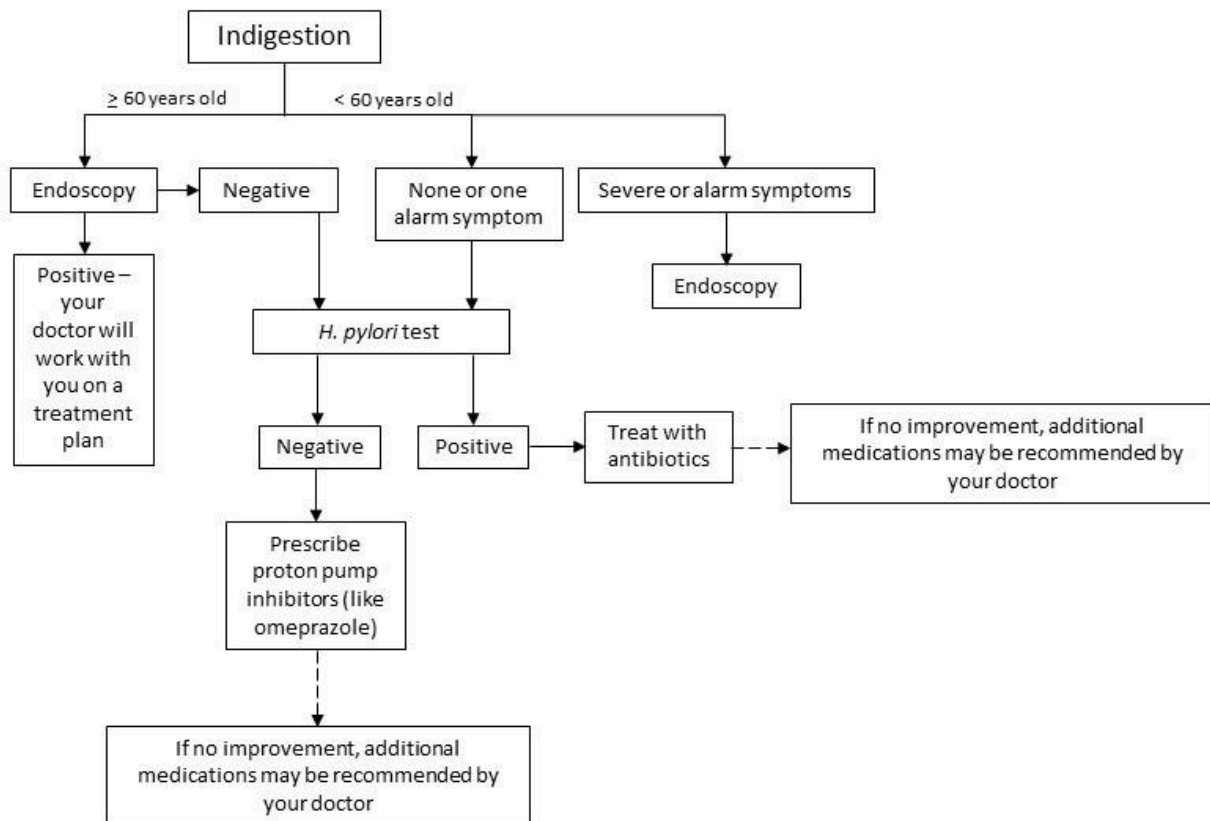 Indigestion
≥ 60 years old
< 60 years old
Endoscopy
Negative
None or one
alarm symptom
Severe or alarm symptoms
Positive –
your
doctor will
work with
you on a
treatment
plan
Endoscopy
H. pylori test
Negative
Positive
Treat with
antibiotics
If no improvement, additional
medications may be recommended by
your doctor
Prescribe
proton pump
inhibitors (like
omeprazole)
If no improvement, additional
medications may be recommended by
your doctor